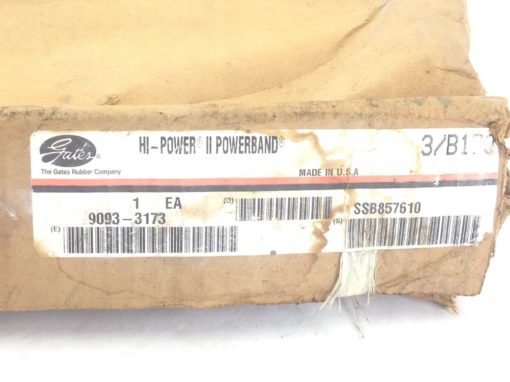 Gates
HI-POWER® II POWERBAND®
The Gates Rubber Company
MADE IN U.S.A
1 EA
(Q)
9093-3173
SSB857610
(E)
(S)